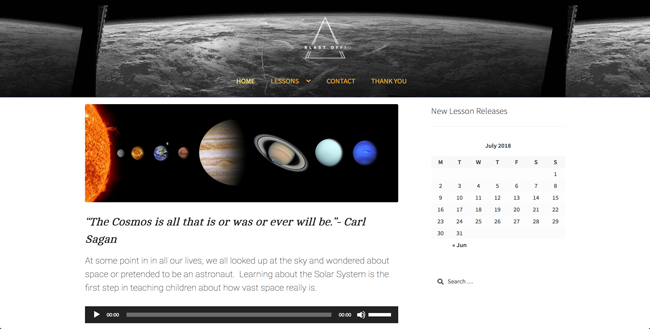 BLAST OFF!
HOME
LESSONS
CONTACT
THANK YOU
New Lesson Releases
July 2018
M T W T F S S
1
2 3 4 5 6 7 8
9 10 11 12 13 14 15
16 17 18 19 20 21 22
23 24 25 26 27 28 29
30 31
« Jun
Search …
“The Cosmos is all that is or was or ever will be.”- Carl
Sagan
At some point in in all our lives, we all looked up at the sky and wondered about
space or pretended to be an astronaut. Learning about the Solar System is the
first step in teaching children about how vast space really is.
00:00
00:00